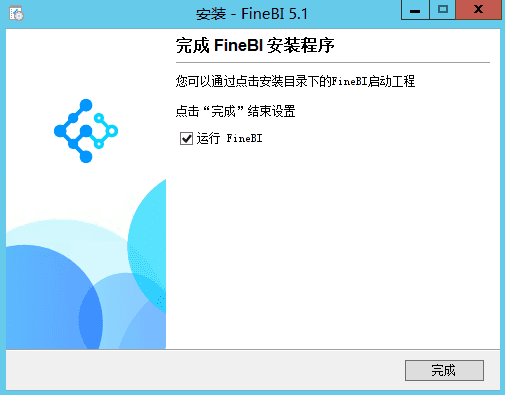 安装 - FineBI 5.1
完成 FineBI 安装程序
您可以通过点击安装目录下的FineBI启动工程
点击“完成”结束设置
运行 FineBI
完成